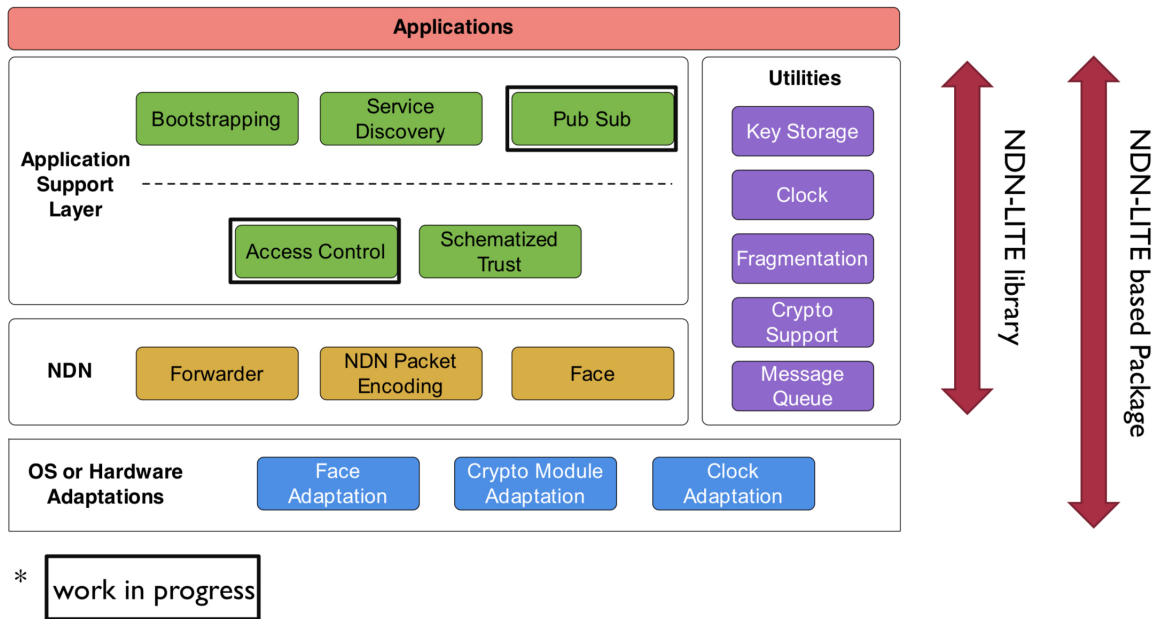 Applications
Application
Support
Layer
Bootstrapping
Service
Discovery
Pub Sub
Access Control
Schematized
Trust
Utilities
Key Storage
Clock
Fragmentation
Crypto
Support
Message
Queue
NDN
Forwarder
NDN Packet
Encoding
Face
OS or Hardware
Adaptations
Face
Adaptation
Crypto Module
Adaptation
Clock
Adaptation
NDN-LITE library
NDN-LITE based Package
* work in progress